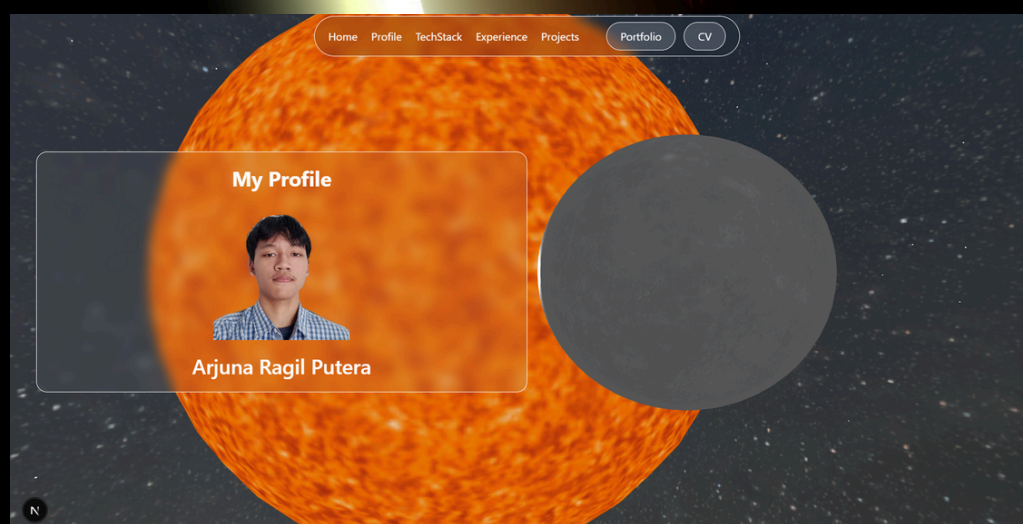 Home Profile TechStack Experience Projects Portfolio CV
My Profile
Arjuna Ragil Putera
N